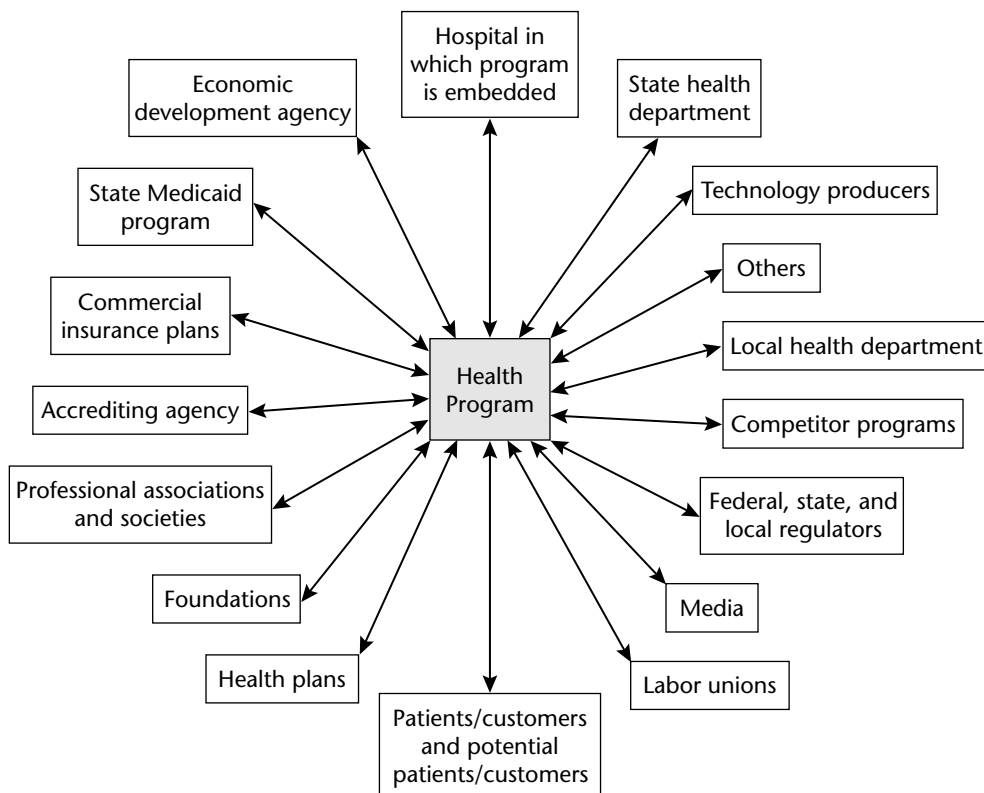 Hospital in
which program
is embedded
Economic
development agency
State health
department
State Medicaid
program
Technology producers
Others
Commercial
insurance plans
Local health department
Health
Program
Accrediting agency
Competitor programs
Professional associations
and societies
Federal, state, and
local regulators
Foundations
Media
Health plans
Labor unions
Patients/customers
and potential
patients/customers